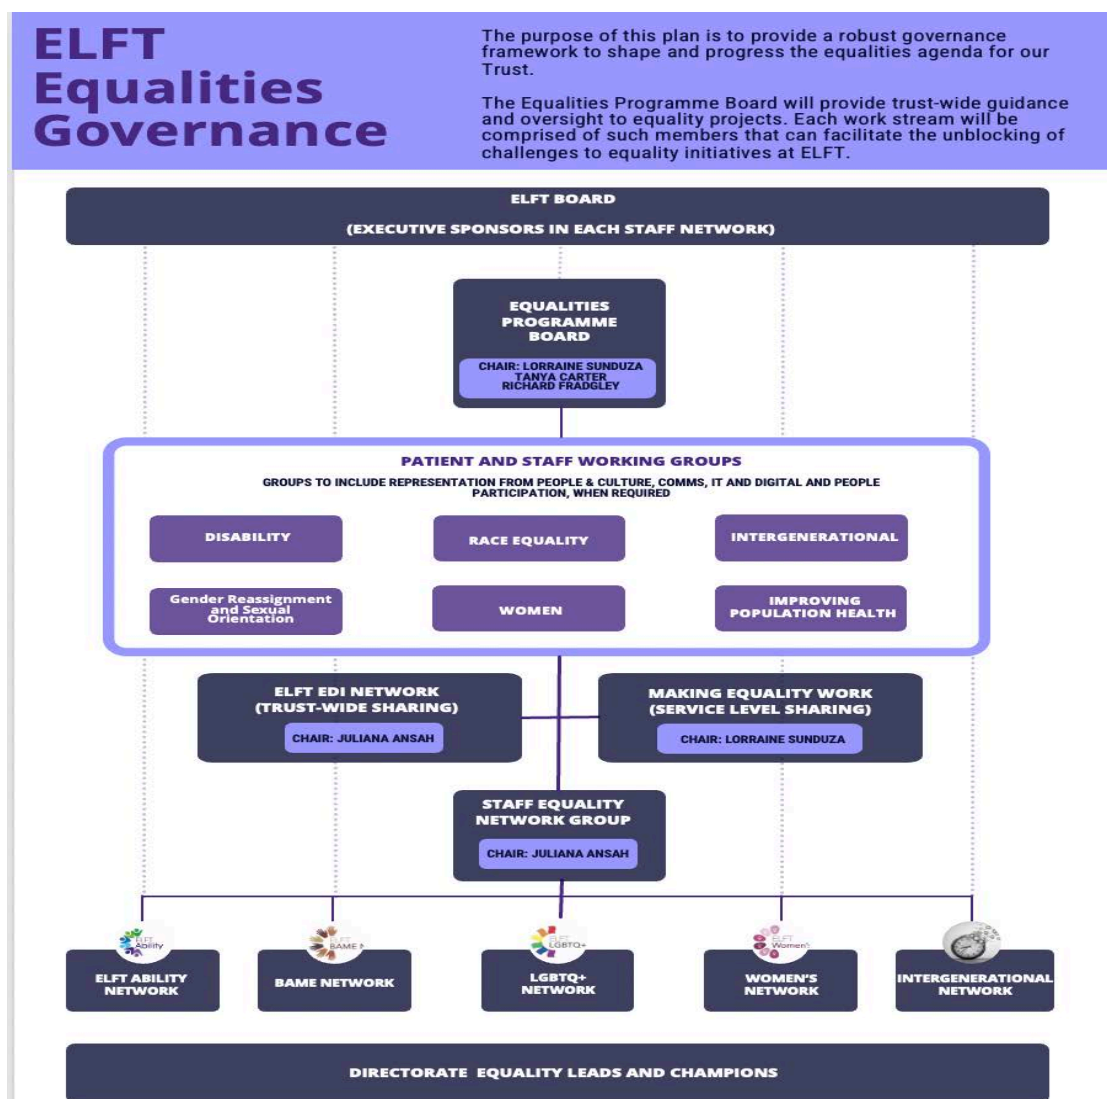 ELFT
Equalities
Governance
The purpose of this plan is to provide a robust governance
framework to shape and progress the equalities agenda for our
Trust.
The Equalities Programme Board will provide trust-wide guidance
and oversight to equality projects. Each work stream will be
comprised of such members that can facilitate the unblocking of
challenges to equality initiatives at ELFT.
ELFT BOARD
(EXECUTIVE SPONSORS IN EACH STAFF NETWORK)
EQUALITIES
PROGRAMME
BOARD
CHAIR: LORRAINE SUNDUZA
TANYA CARTER
RICHARD FRADGLEY
PATIENT AND STAFF WORKING GROUPS
GROUPS TO INCLUDE REPRESENTATION FROM PEOPLE & CULTURE, COMMS, IT AND DIGITAL AND PEOPLE
PARTICIPATION, WHEN REQUIRED
DISABILITY
RACE EQUALITY
INTERGENERATIONAL
Gender Reassignment
and Sexual
Orientation
WOMEN
IMPROVING
POPULATION HEALTH
ELFT EDI NETWORK
(TRUST-WIDE SHARING)
CHAIR: JULIANA ANSAH
MAKING EQUALITY WORK
(SERVICE LEVEL SHARING)
CHAIR: LORRAINE SUNDUZA
STAFF EQUALITY
NETWORK GROUP
CHAIR: JULIANA ANSAH
ELFT
Ability
ELFT
BAME
ELFT
LGBTQ+
ELFT
Women's
ELFT ABILITY
NETWORK
BAME NETWORK
LGBTQ+
NETWORK
WOMEN'S
NETWORK
INTERGENERATIONAL
NETWORK
DIRECTORATE EQUALITY LEADS AND CHAMPIONS